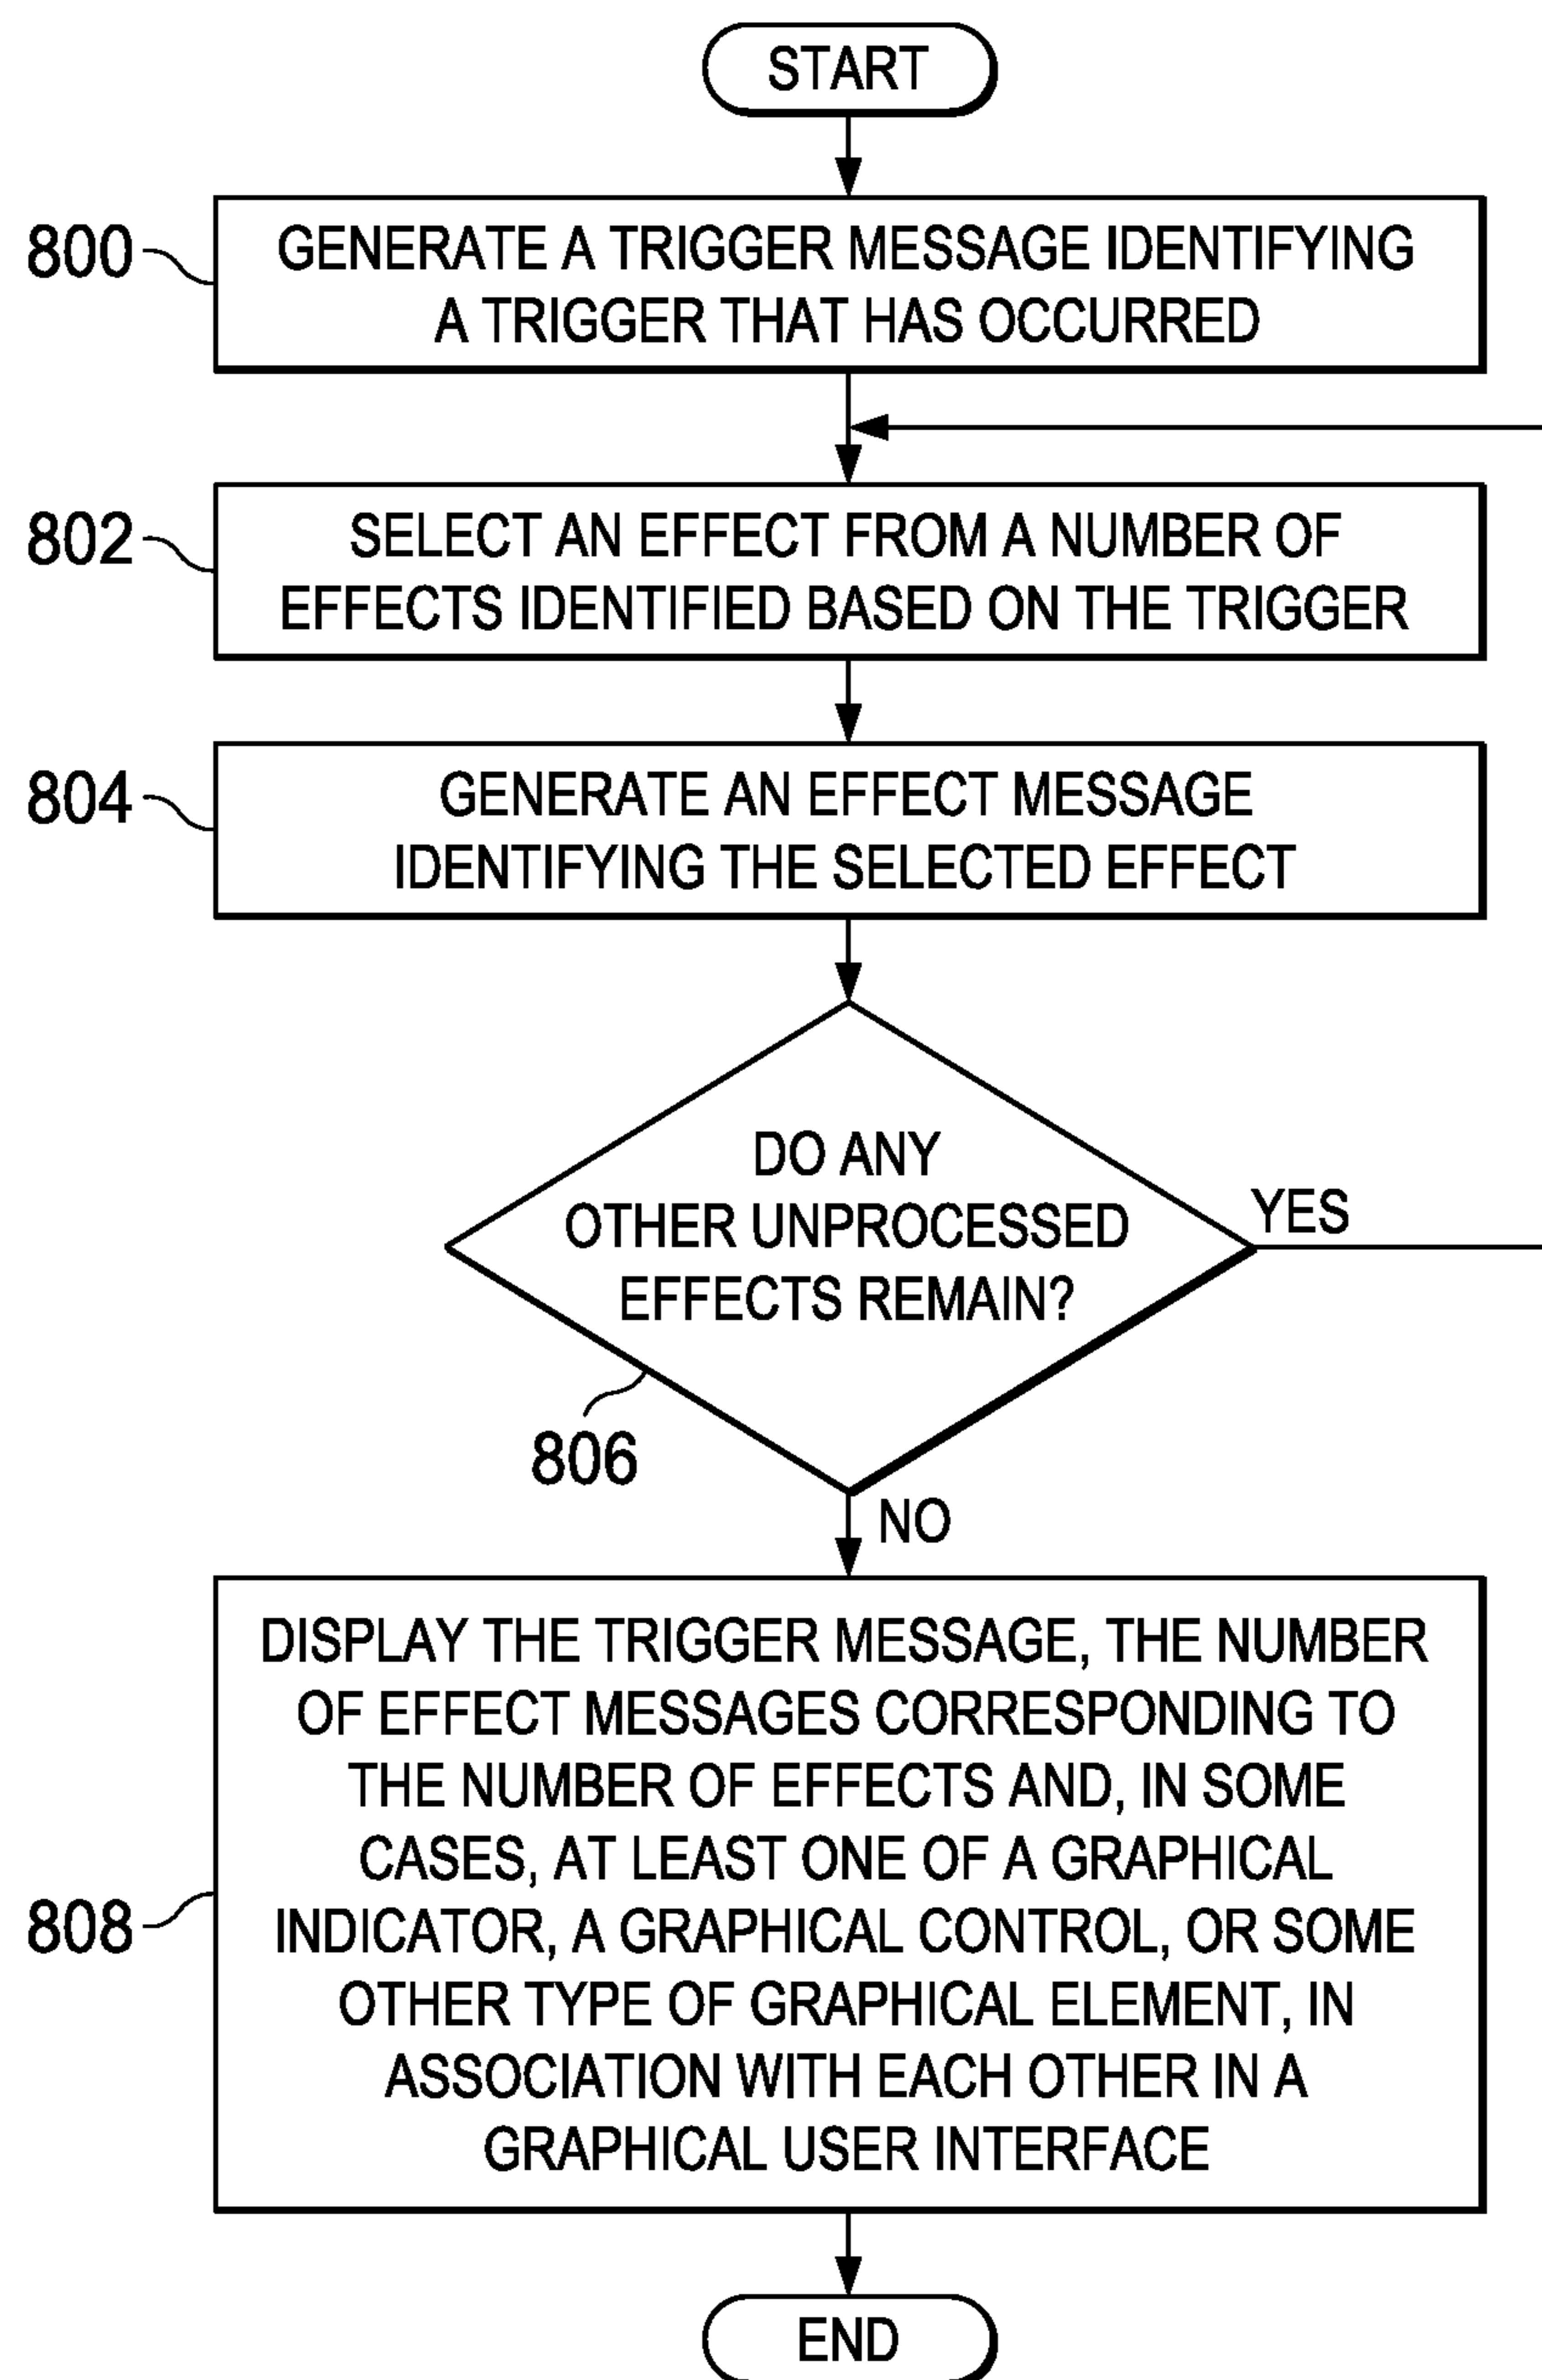 START
800
GENERATE A TRIGGER MESSAGE IDENTIFYING
A TRIGGER THAT HAS OCCURRED
802
SELECT AN EFFECT FROM A NUMBER OF
EFFECTS IDENTIFIED BASED ON THE TRIGGER
804
GENERATE AN EFFECT MESSAGE
IDENTIFYING THE SELECTED EFFECT
DO ANY
OTHER UNPROCESSED
EFFECTS REMAIN?
YES
806
NO
808
DISPLAY THE TRIGGER MESSAGE, THE NUMBER
OF EFFECT MESSAGES CORRESPONDING TO
THE NUMBER OF EFFECTS AND, IN SOME
CASES, AT LEAST ONE OF A GRAPHICAL
INDICATOR, A GRAPHICAL CONTROL, OR SOME
OTHER TYPE OF GRAPHICAL ELEMENT, IN
ASSOCIATION WITH EACH OTHER IN A
GRAPHICAL USER INTERFACE
END